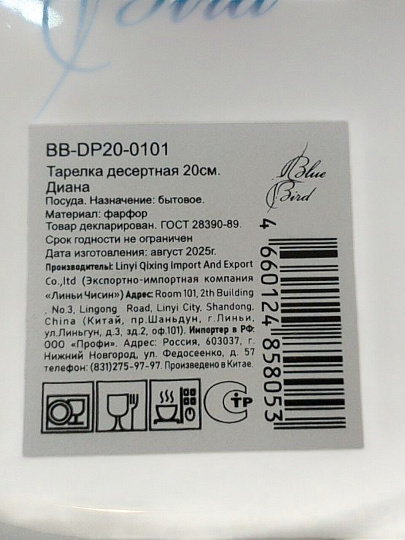 Bird
BB-DP20-0101
Тарелка десертная 20см.
Диана
Посуда. Назначение: бытовое.
Материал: фарфор
Товар декларирован. ГОСТ 28390-89.
Срок годности не ограничен
Дата изготовления: август 2025г.
Производитель: Linyi Qixing Import And Export
Co.,ltd (Экспортно-импортная компания
«Линьи Чисин») Адрес: Room 101, 2th Building
. No.3, Lingong Road, Linyi City, Shandong,
China (Китай, пр.Шаньдун, г.Линьи,
ул.Линьгун, д.3, зд.2, оф.101). Импортер в РФ:
ООО «Профи». Адрес: Россия, 603037, г.
Нижний Новгород, ул. Федосеенко, д. 57
телефон: (831)275-97-97. Произведено в Китае.
Blue
Bird
4 660124 858053
СТР